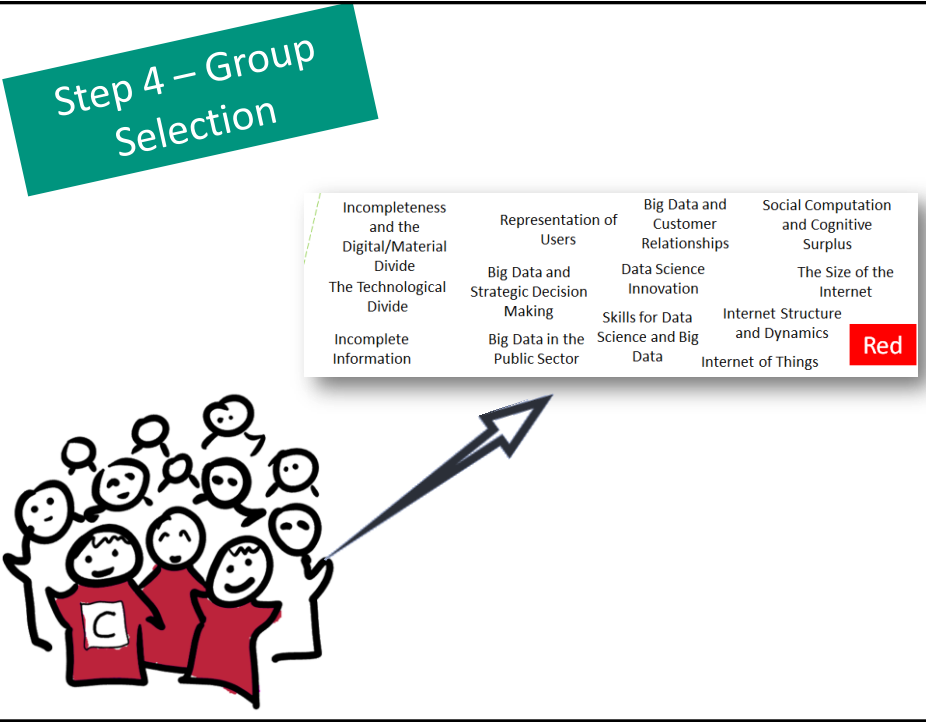 Step 4 – Group
Selection
Incompleteness
and the
Digital/Material
Divide
The Technological
Divide
Incomplete
Information
Representation of
Users
Big Data and
Strategic Decision
Making
Big Data in the
Public Sector
Big Data and
Customer
Relationships
Data Science
Innovation
Skills for Data
Science and Big
Data
Social Computation
and Cognitive
Surplus
The Size of the
Internet
Internet Structure
and Dynamics
Internet of Things
Red
C